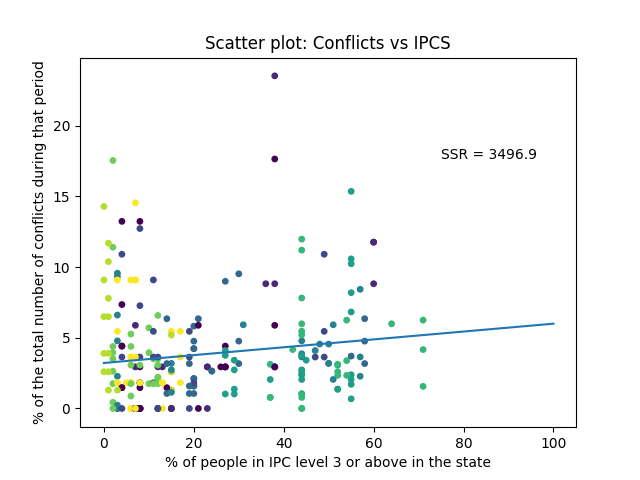 Scatter plot: Conflicts vs IPCS
% of the total number of conflicts during that period
20
15
10
5
0
SSR = 3496.9
0 20 40 60 80 100
% of people in IPC level 3 or above in the state